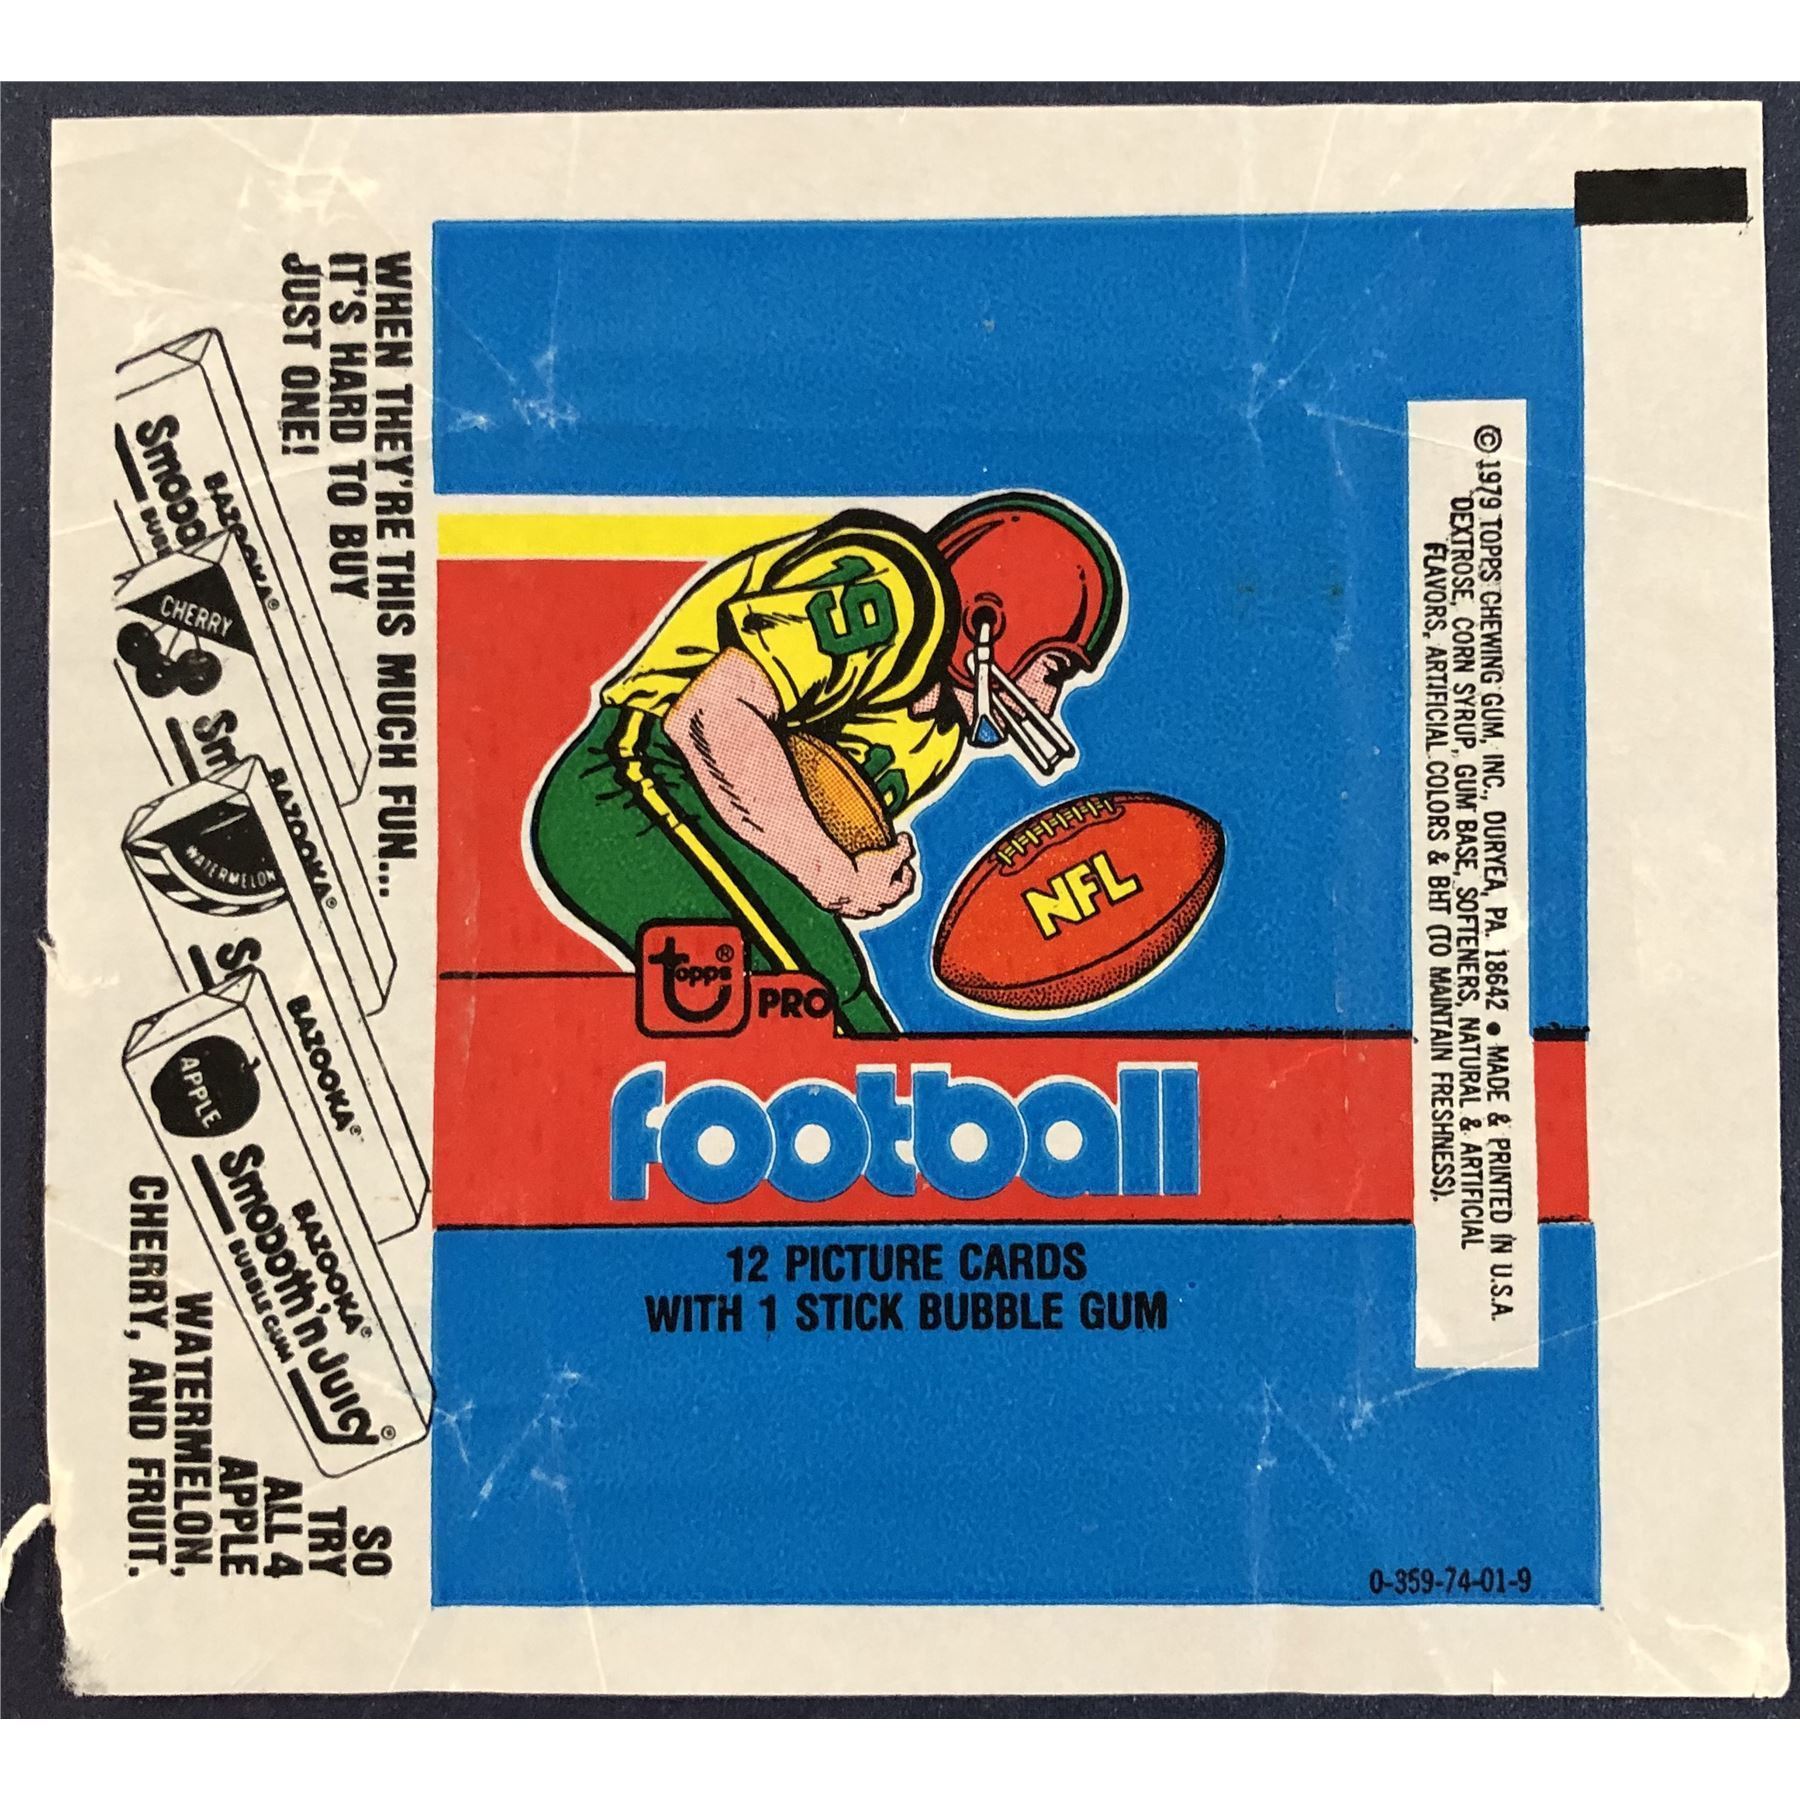 WHEN THEY'RE THIS MUCH FUN...
IT'S HARD TO BUY
JUST ONE!
BAZOOKA®
CHERRY
BAZOOKA®
WATERMELON
BAZOOKA®
APPLE
BAZOOKA®
Smooth 'n Juicy®
BUBBLE GUM
SO
TRY
ALL 4
APPLE
WATERMELON,
CHERRY, AND FRUIT.
19
19
NFL
topps®
PRO
football
12 PICTURE CARDS
WITH 1 STICK BUBBLE GUM
© 1979 TOPPS CHEWING GUM, INC., DURYEA, PA. 18642 • MADE & PRINTED IN U.S.A.
DEXTROSE, CORN SYRUP, GUM BASE, SOFTENERS, NATURAL & ARTIFICIAL
FLAVORS, ARTIFICIAL COLORS & BHT (TO MAINTAIN FRESHNESS).
0-359-74-01-9